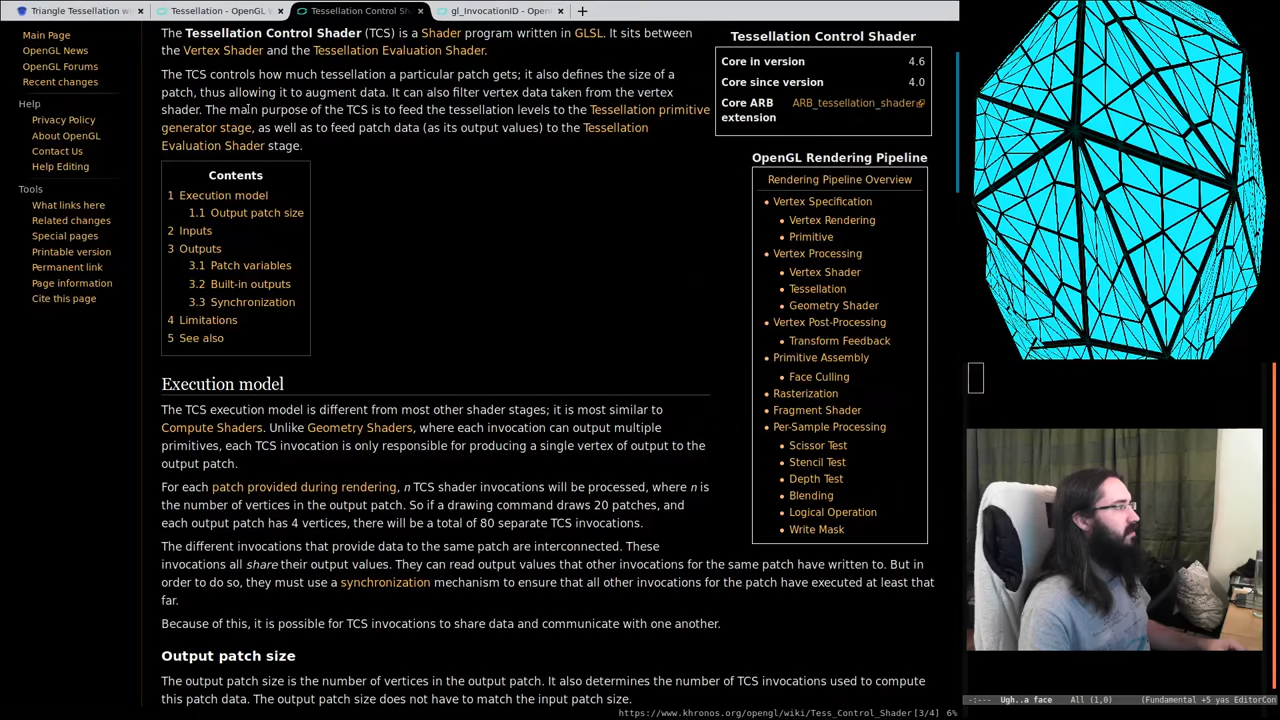 Triangle Tessellation wi
Tessellation - OpenGL W
Tessellation Control Sha
gl_InvocationID - OpenG
Main Page
OpenGL News
OpenGL Forums
Recent changes
Help
Privacy Policy
About OpenGL
Contact Us
Help Editing
Tools
What links here
Related changes
Special pages
Printable version
Permanent link
Page information
Cite this page
The Tessellation Control Shader (TCS) is a Shader program written in GLSL. It sits between
the Vertex Shader and the Tessellation Evaluation Shader.
The TCS controls how much tessellation a particular patch gets; it also defines the size of a
patch, thus allowing it to augment data. It can also filter vertex data taken from the vertex
shader. The main purpose of the TCS is to feed the tessellation levels to the Tessellation primitive
generator stage, as well as to feed patch data (as its output values) to the Tessellation
Evaluation Shader stage.
Contents
1 Execution model
1.1 Output patch size
2 Inputs
3 Outputs
3.1 Patch variables
3.2 Built-in outputs
3.3 Synchronization
4 Limitations
5 See also
Execution model
The TCS execution model is different from most other shader stages; it is most similar to
Compute Shaders. Unlike Geometry Shaders, where each invocation can output multiple
primitives, each TCS invocation is only responsible for producing a single vertex of output to the
output patch.
For each patch provided during rendering, n TCS shader invocations will be processed, where n is
the number of vertices in the output patch. So if a drawing command draws 20 patches, and
each output patch has 4 vertices, there will be a total of 80 separate TCS invocations.
The different invocations that provide data to the same patch are interconnected. These
invocations all share their output values. They can read output values that other invocations for the same patch have written to. But in
order to do so, they must use a synchronization mechanism to ensure that all other invocations for the patch have executed at least that
far.
Because of this, it is possible for TCS invocations to share data and communicate with one another.
Output patch size
The output patch size is the number of vertices in the output patch. It also determines the number of TCS invocations used to compute
this patch data. The output patch size does not have to match the input patch size.
Tessellation Control Shader
Core in version 4.6
Core since version 4.0
Core ARB ARB_tessellation_shader
extension
OpenGL Rendering Pipeline
Rendering Pipeline Overview
Vertex Specification
Vertex Rendering
Primitive
Vertex Processing
Vertex Shader
Tessellation
Geometry Shader
Vertex Post-Processing
Transform Feedback
Primitive Assembly
Face Culling
Rasterization
Fragment Shader
Per-Sample Processing
Scissor Test
Stencil Test
Depth Test
Blending
Logical Operation
Write Mask
https://www.khronos.org/opengl/wiki/Tess_Control_Shader[3/4] 6%
-:--- Ugh..a face All (1,0) (Fundamental +5 yas EditorCon